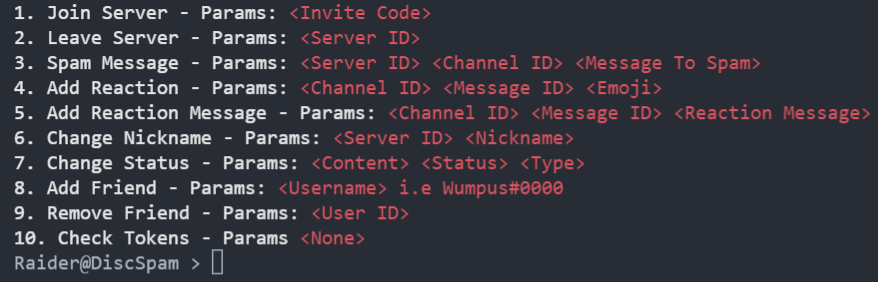 1. Join Server - Params: <Invite Code>
2. Leave Server - Params: <Server ID>
3. Spam Message - Params: <Server ID> <Channel ID> <Message To Spam>
4. Add Reaction - Params: <Channel ID> <Message ID> <Emoji>
5. Add Reaction Message - Params: <Channel ID> <Message ID> <Reaction Message>
6. Change Nickname - Params: <Server ID> <Nickname>
7. Change Status - Params: <Content> <Status> <Type>
8. Add Friend - Params: <Username> i.e Wumpus#0000
9. Remove Friend - Params: <User ID>
10. Check Tokens - Params <None>
Raider@DiscSpam >